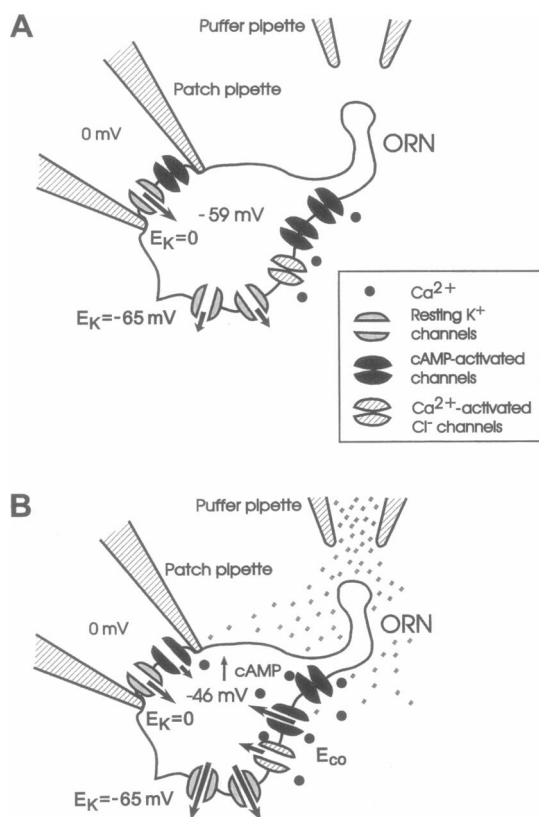 A
Puffer pipette
Patch pipette
0 mV
ORN
- 59 mV
E_K=0
E_K=-65 mV
Ca²⁺
Resting K⁺
channels
cAMP-activated
channels
Ca²⁺-activated
Cl⁻ channels
B
Puffer pipette
Patch pipette
ORN
0 mV
cAMP
-46 mV
E_K=0
E_co
E_K=-65 mV